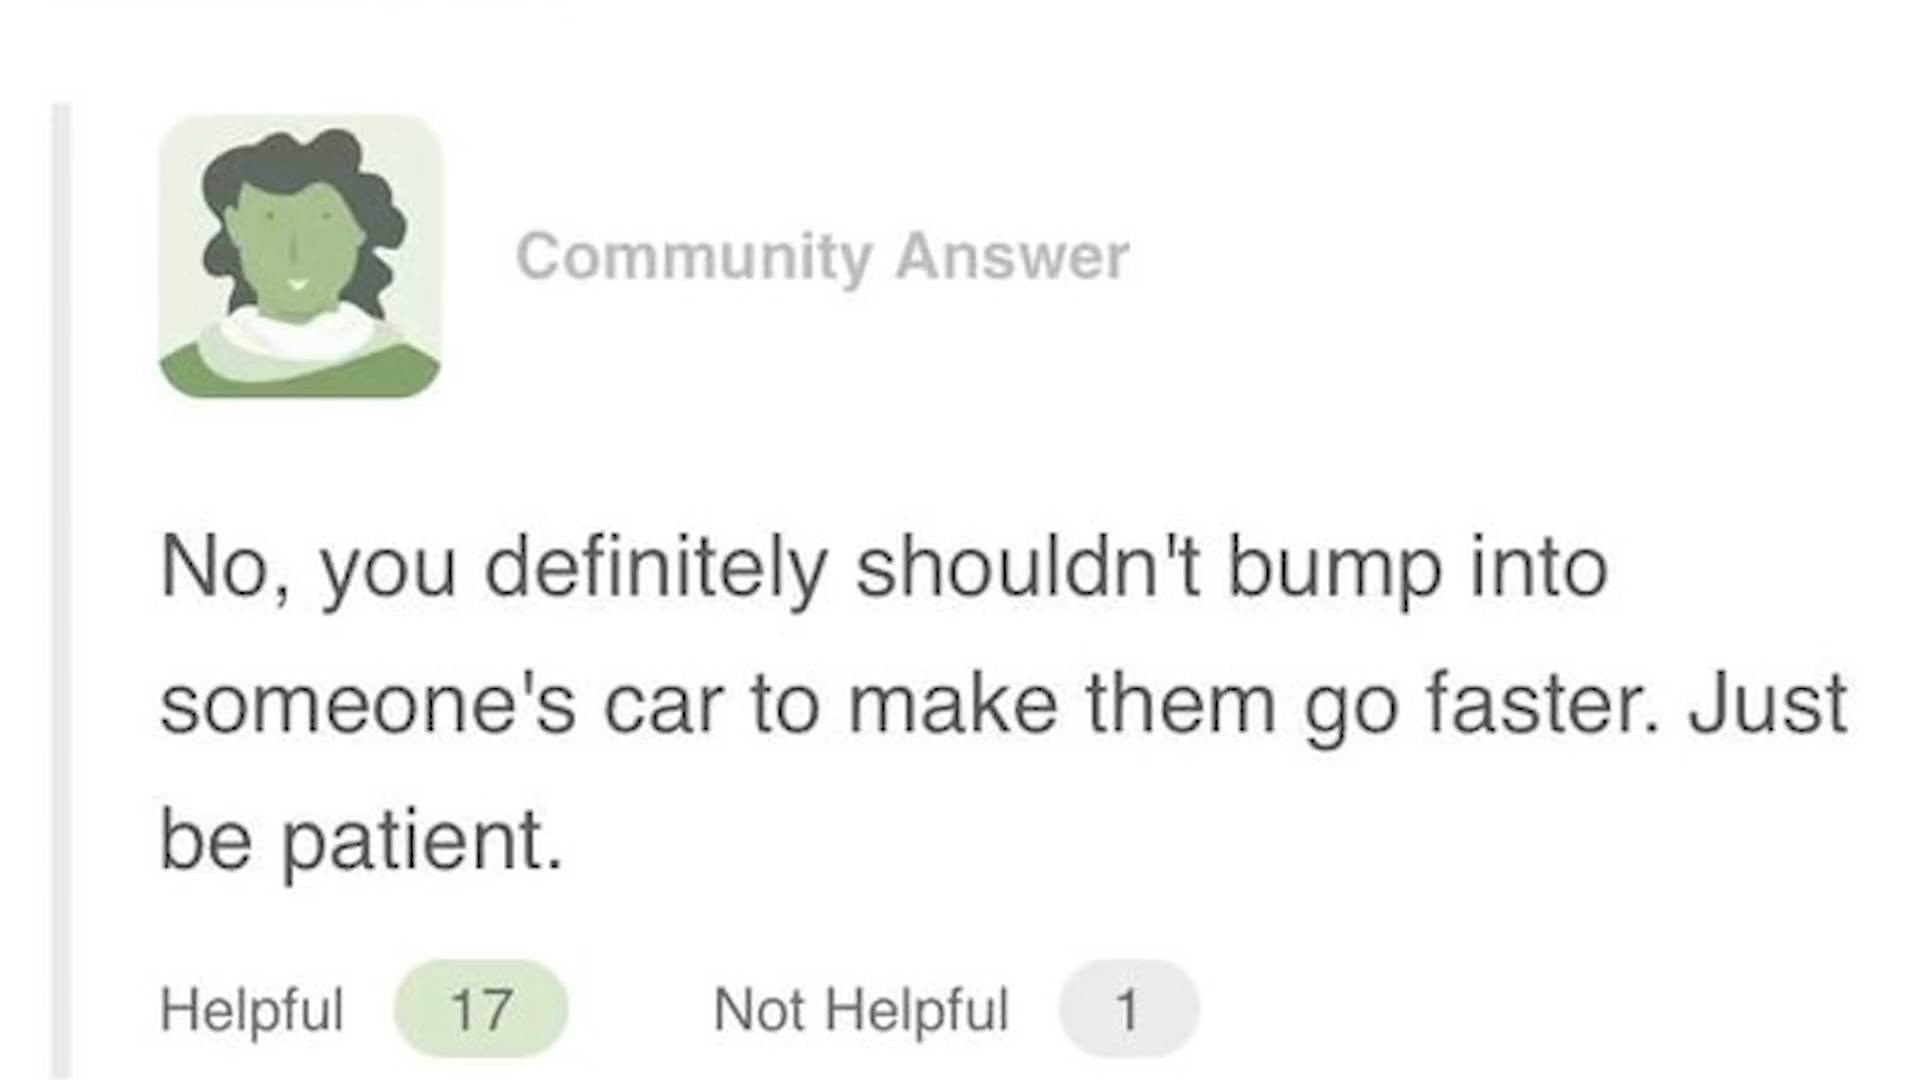 Community Answer
No, you definitely shouldn't bump into
someone's car to make them go faster. Just
be patient.
Helpful 17 Not Helpful 1